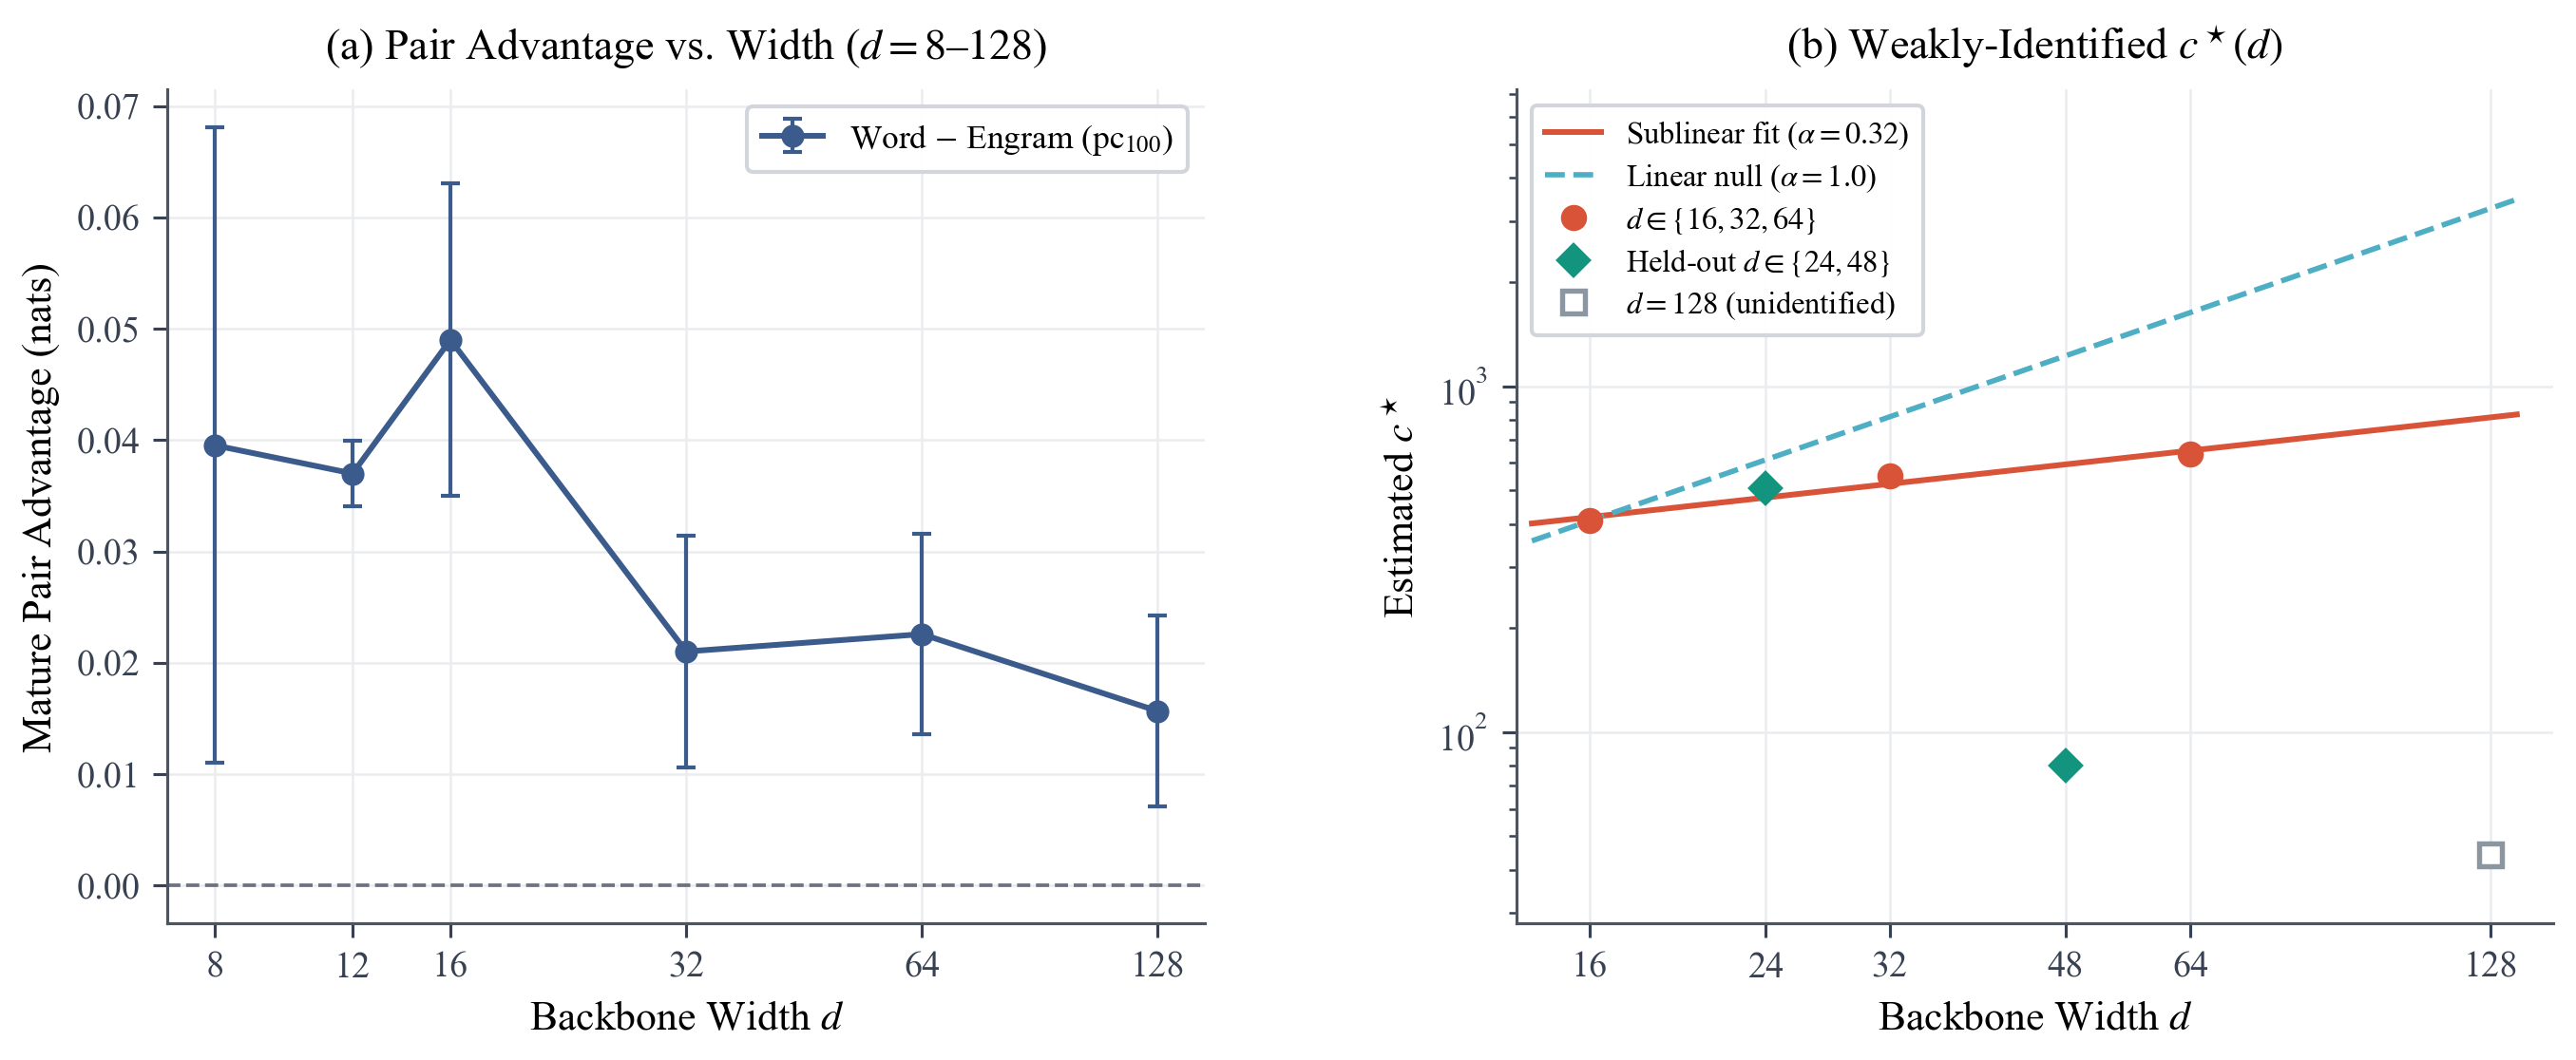 (a) Pair Advantage vs. Width (d = 8–128)
Mature Pair Advantage (nats)
0.07
0.06
0.05
0.04
0.03
0.02
0.01
0.00
Word − Engram (pc₁₀₀)
8 12 16 32 64 128
Backbone Width d
(b) Weakly-Identified c⋆(d)
Estimated c⋆
10³
10²
Sublinear fit (α = 0.32)
Linear null (α = 1.0)
d ∈ {16, 32, 64}
Held-out d ∈ {24, 48}
d = 128 (unidentified)
16 24 32 48 64 128
Backbone Width d